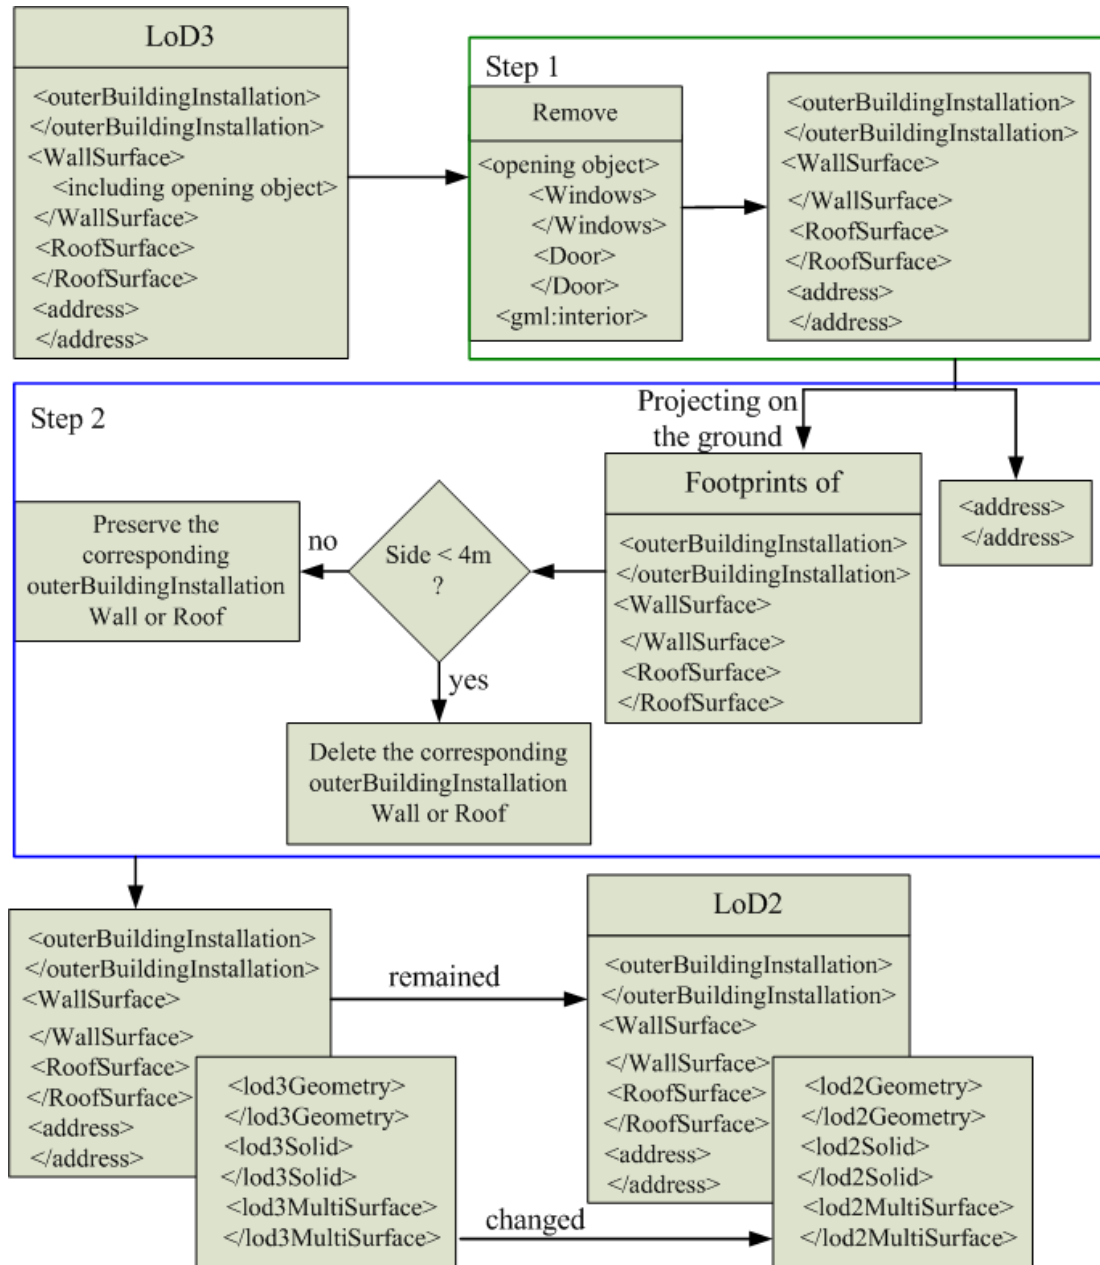 LoD3
<outerBuildingInstallation>
</outerBuildingInstallation>
<WallSurface>
<including opening object>
</WallSurface>
<RoofSurface>
</RoofSurface>
<address>
</address>
Step 1
Remove
<opening object>
<Windows>
</Windows>
<Door>
</Door>
<gml:interior>
<outerBuildingInstallation>
</outerBuildingInstallation>
<WallSurface>
</WallSurface>
<RoofSurface>
</RoofSurface>
<address>
</address>
Step 2
Projecting on
the ground
Footprints of
<outerBuildingInstallation>
</outerBuildingInstallation>
<WallSurface>
</WallSurface>
<RoofSurface>
</RoofSurface>
<address>
</address>
Side < 4m
?
no
Preserve the
corresponding
outerBuildingInstallation
Wall or Roof
yes
Delete the corresponding
outerBuildingInstallation
Wall or Roof
<outerBuildingInstallation>
</outerBuildingInstallation>
<WallSurface>
</WallSurface>
<RoofSurface>
</RoofSurface>
<address>
</address>
<lod3Geometry>
</lod3Geometry>
<lod3Solid>
</lod3Solid>
<lod3MultiSurface>
</lod3MultiSurface>
remained
changed
LoD2
<outerBuildingInstallation>
</outerBuildingInstallation>
<WallSurface>
</WallSurface>
<RoofSurface>
</RoofSurface>
<address>
</address>
<lod2Geometry>
</lod2Geometry>
<lod2Solid>
</lod2Solid>
<lod2MultiSurface>
</lod2MultiSurface>